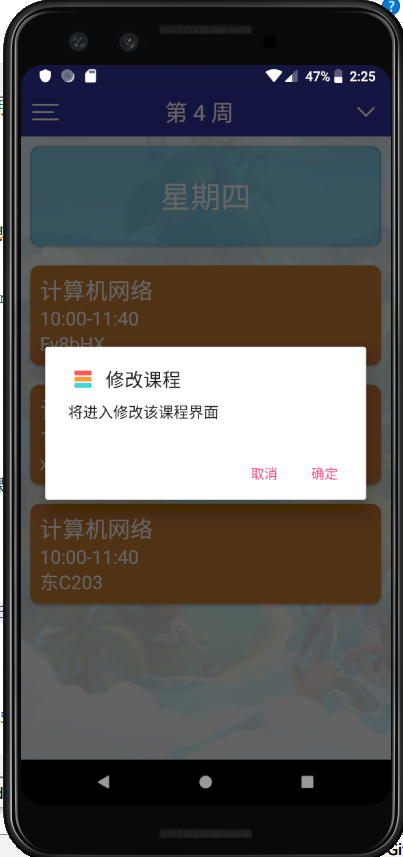 47% 2:25
第 4 周
星期四
计算机网络
10:00-11:40
修改课程
将进入修改该课程界面
取消 确定
计算机网络
10:00-11:40
东C203